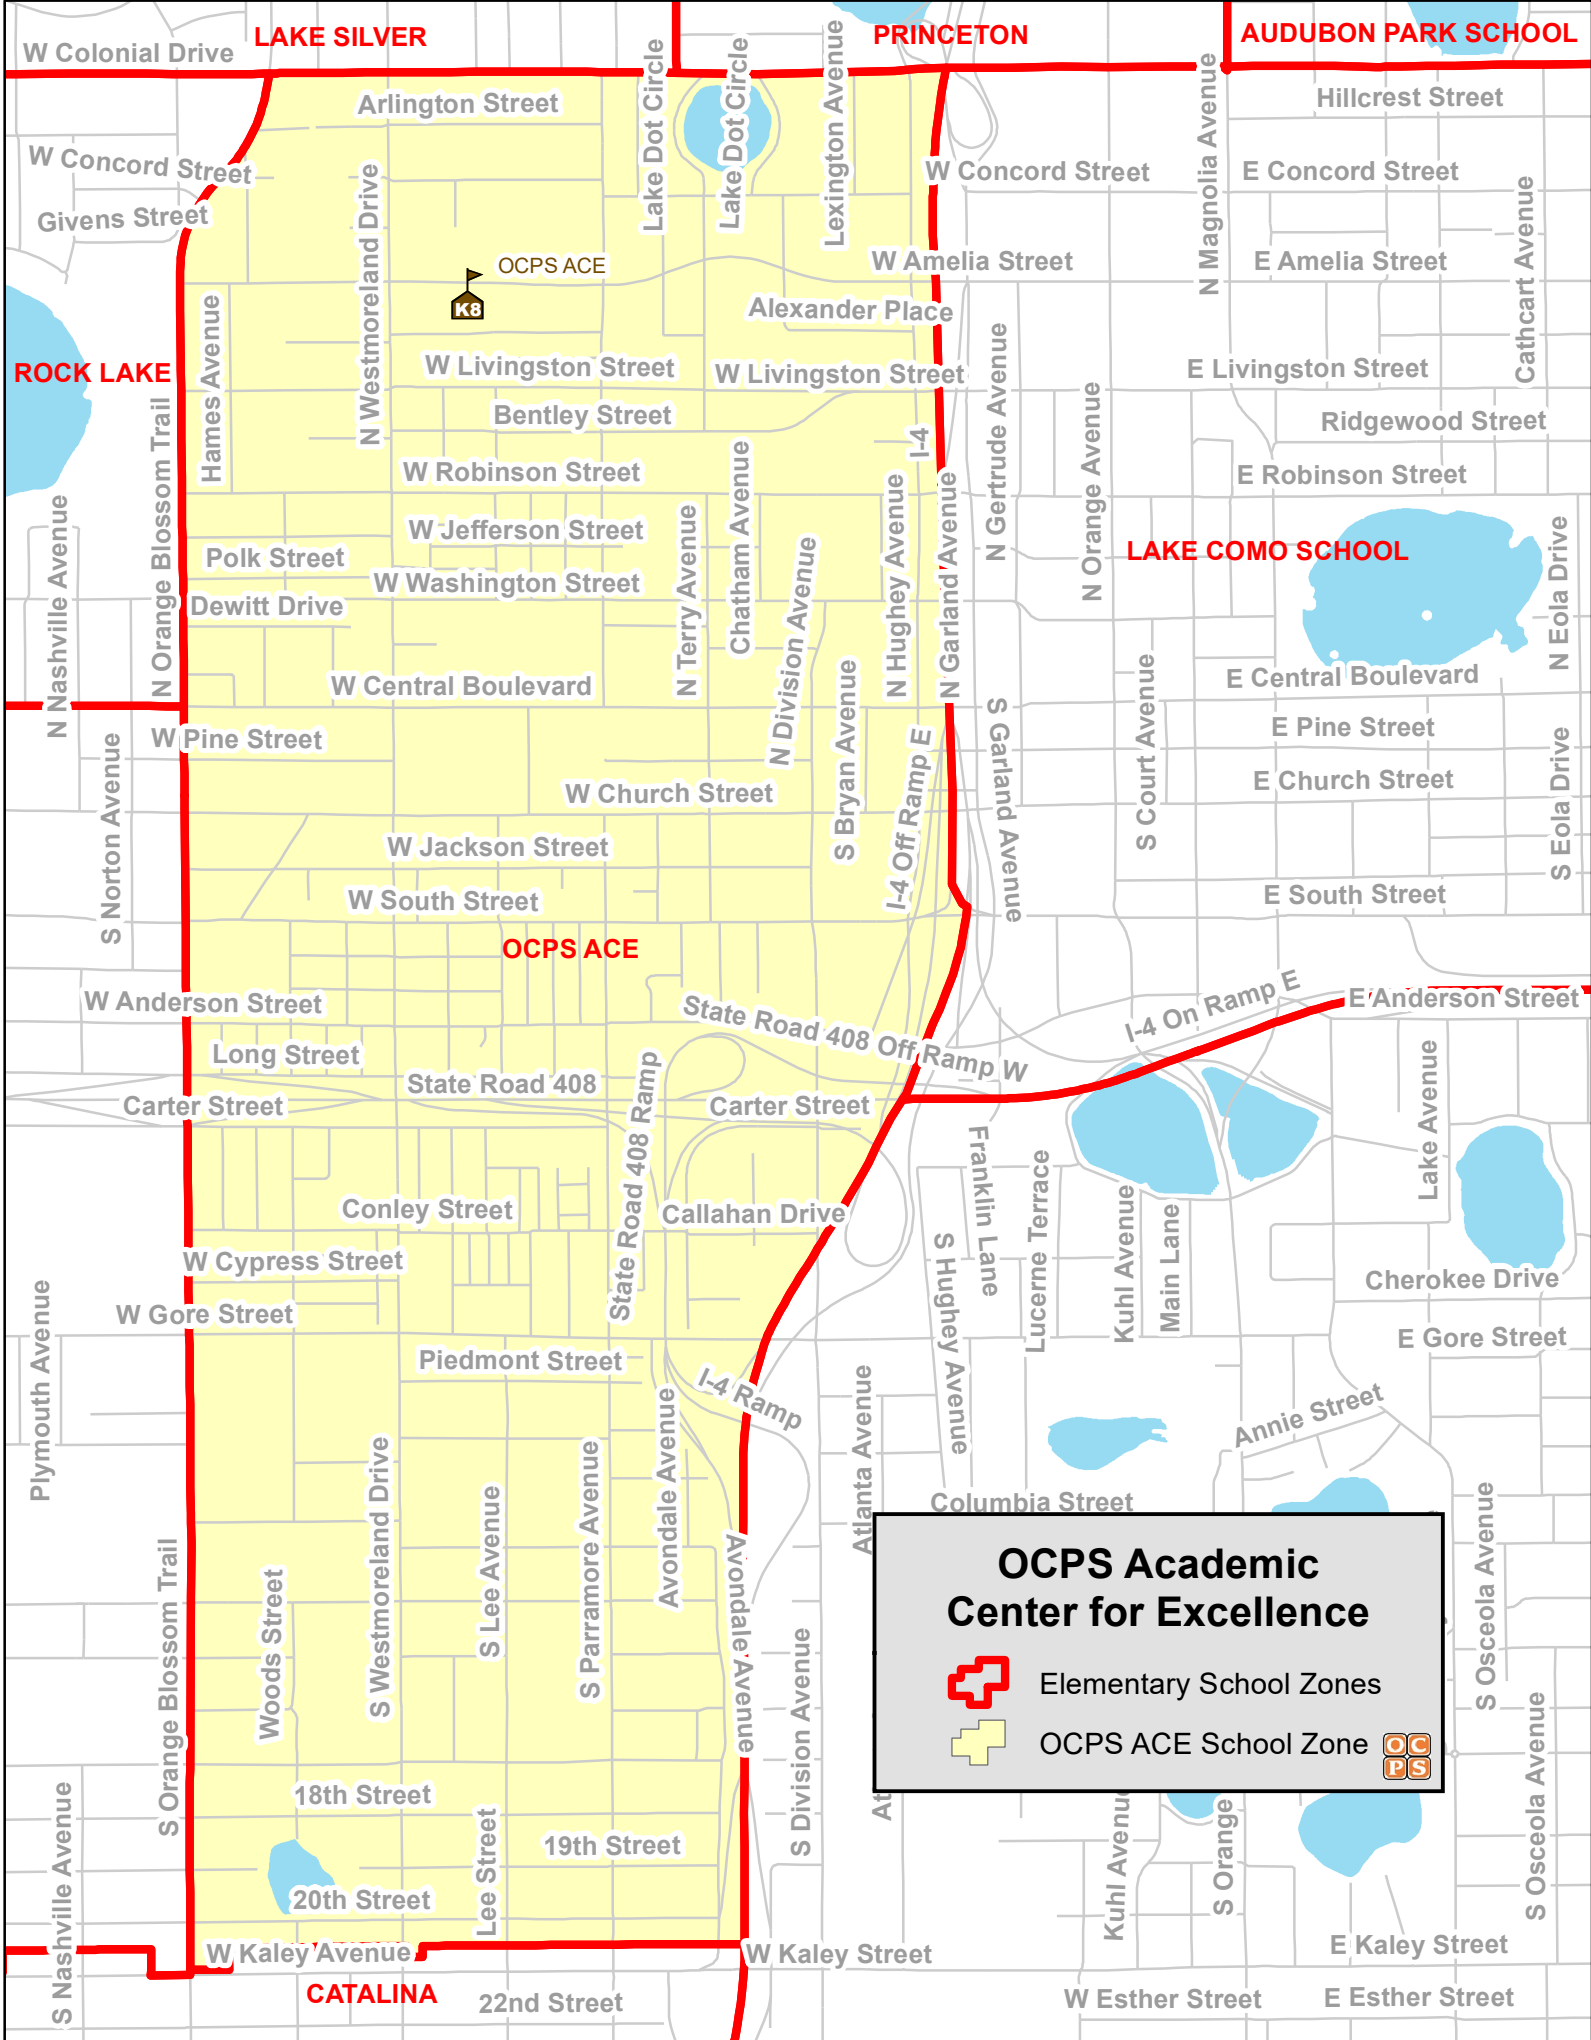 LAKE SILVER
PRINCETON
AUDUBON PARK SCHOOL
W Colonial Drive
Arlington Street
Lake Dot Circle
Lake Dot Circle
Lexington Avenue
N Magnolia Avenue
Hillcrest Street
W Concord Street
W Concord Street
E Concord Street
Givens Street
N Westmoreland Drive
Cathcart Avenue
OCPS ACE
K8
W Amelia Street
E Amelia Street
Alexander Place
Hames Avenue
ROCK LAKE
W Livingston Street
W Livingston Street
E Livingston Street
N Gertrude Avenue
N Orange Avenue
Bentley Street
Ridgewood Street
I-4
N Orange Blossom Trail
W Robinson Street
E Robinson Street
Chatham Avenue
N Hughey Avenue
N Garland Avenue
N Nashville Avenue
W Jefferson Street
N Terry Avenue
N Division Avenue
LAKE COMO SCHOOL
N Eola Drive
Polk Street
W Washington Street
Dewitt Drive
W Central Boulevard
E Central Boulevard
S Bryan Avenue
S Court Avenue
S Garland Avenue
W Pine Street
E Pine Street
S Norton Avenue
I-4 Off Ramp E
S Eola Drive
W Church Street
E Church Street
W Jackson Street
W South Street
E South Street
OCPS ACE
W Anderson Street
State Road 408 Off Ramp W
I-4 On Ramp E
E Anderson Street
Long Street
State Road 408
State Road 408 Ramp
Carter Street
Carter Street
Lake Avenue
Franklin Lane
Lucerne Terrace
Kuhl Avenue
Main Lane
Conley Street
Callahan Drive
S Hughey Avenue
W Cypress Street
Cherokee Drive
Plymouth Avenue
W Gore Street
E Gore Street
Piedmont Street
I-4 Ramp
Atlanta Avenue
Annie Street
Avondale Avenue
S Westmoreland Drive
S Lee Avenue
S Parramore Avenue
Columbia Street
S Osceola Avenue
Avondale Avenue
S Orange Blossom Trail
Woods Street
S Division Avenue
OCPS Academic
Center for Excellence
Elementary School Zones
OCPS ACE School Zone
OC
PS
S Osceola Avenue
At
Kuhl Avenue
S Orange
18th Street
S Nashville Avenue
Lee Street
19th Street
20th Street
W Kaley Avenue
W Kaley Street
E Kaley Street
CATALINA
22nd Street
W Esther Street
E Esther Street